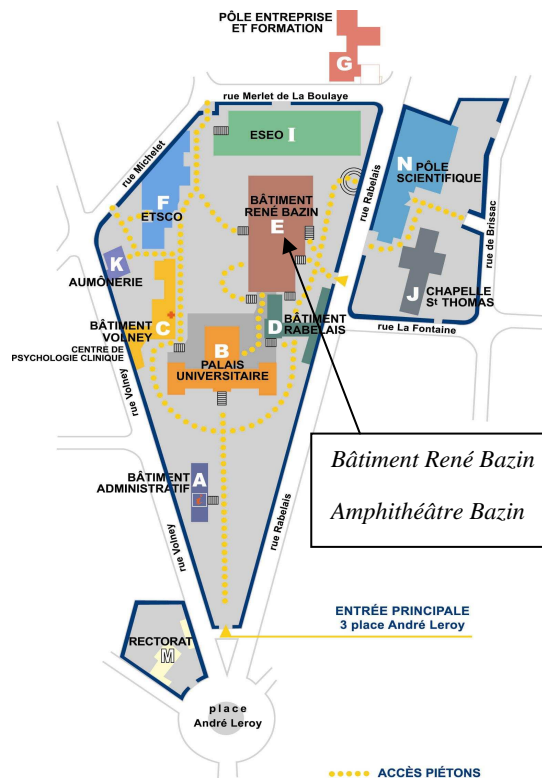 PÔLE ENTREPRISE
ET FORMATION
G
rue Merlet de La Boulaye
ESEO I
rue Michelet
N
PÔLE
SCIENTIFIQUE
rue Rabelais
F
ETSCO
BÂTIMENT
RENÉ BAZIN
E
rue de Brissac
K
AUMÔNERIE
J
CHAPELLE
St THOMAS
BÂTIMENT
VOLNEY
C
CENTRE DE
PSYCHOLOGIE CLINIQUE
D
BÂTIMENT
RABELAIS
rue La Fontaine
B
PALAIS
UNIVERSITAIRE
rue Volney
Bâtiment René Bazin
Amphithéâtre Bazin
BÂTIMENT
ADMINISTRATIF
A
rue Rabelais
rue Volney
ENTRÉE PRINCIPALE
3 place André Leroy
RECTORAT
M
place
André Leroy
ACCÈS PIÉTONS